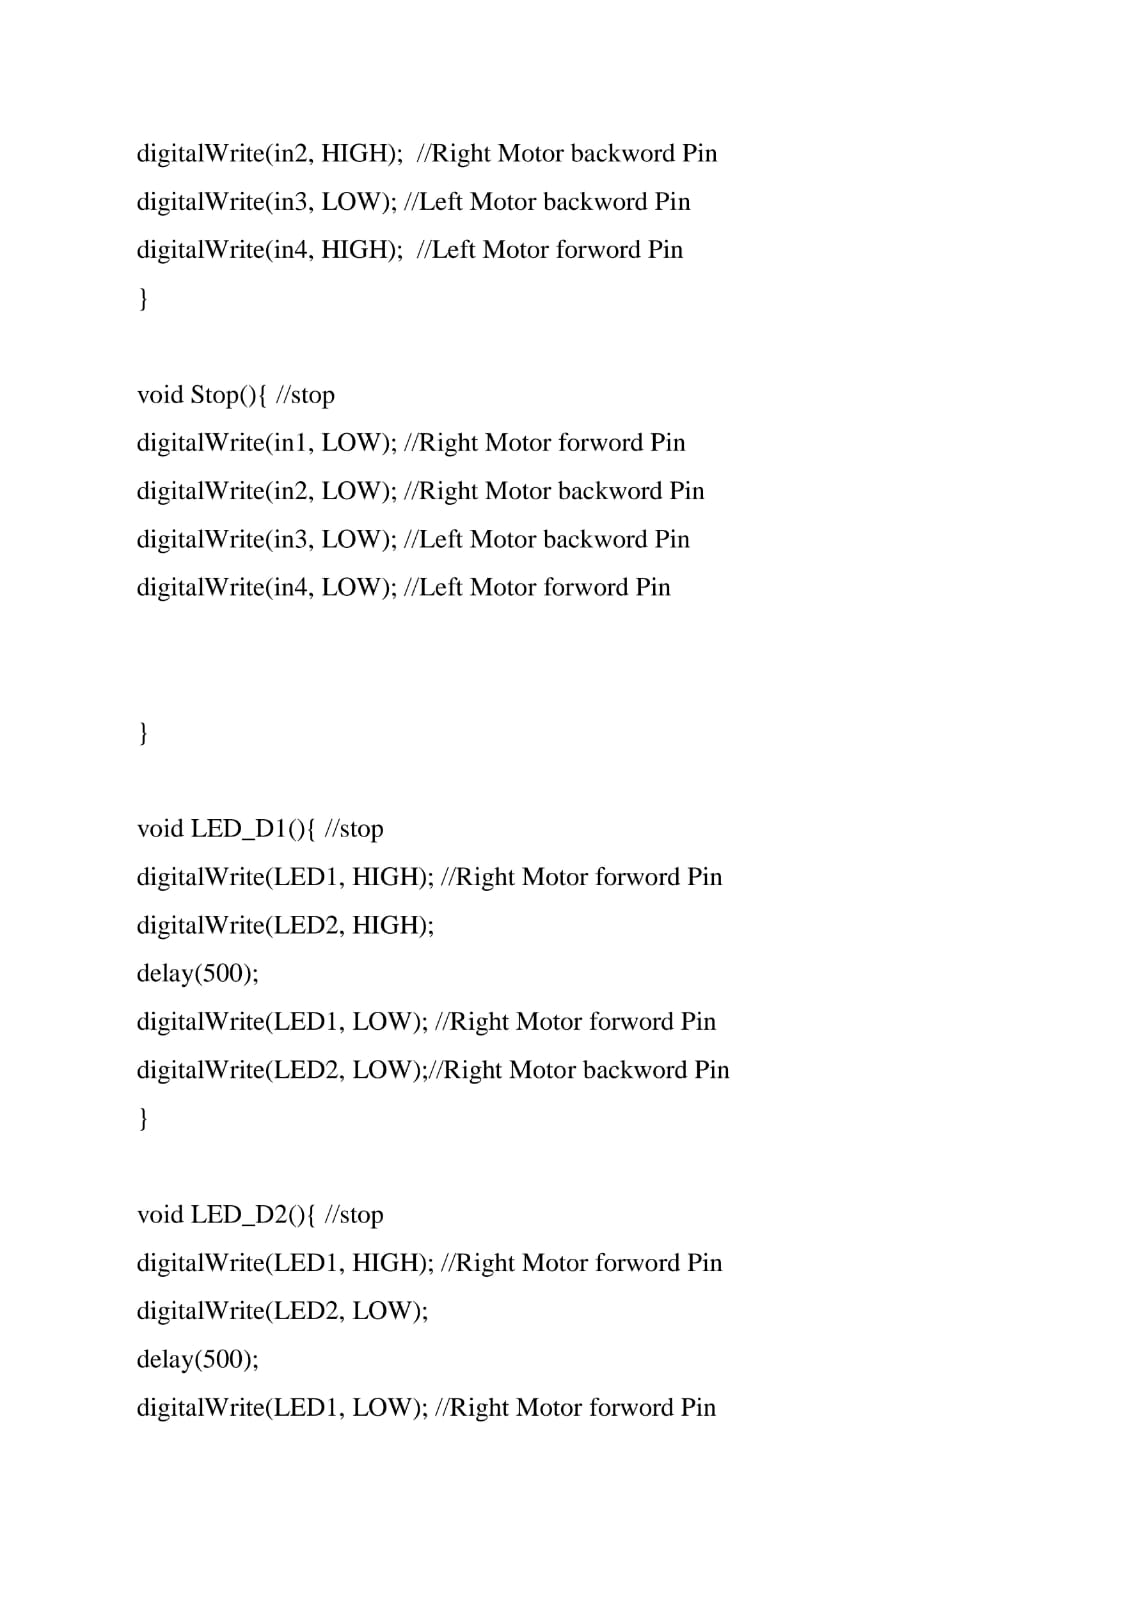 digitalWrite(in2, HIGH);  //Right Motor backword Pin
digitalWrite(in3, LOW); //Left Motor backword Pin
digitalWrite(in4, HIGH);  //Left Motor forword Pin
}
void Stop(){ //stop
digitalWrite(in1, LOW); //Right Motor forword Pin
digitalWrite(in2, LOW); //Right Motor backword Pin
digitalWrite(in3, LOW); //Left Motor backword Pin
digitalWrite(in4, LOW); //Left Motor forword Pin
}
void LED_D1(){ //stop
digitalWrite(LED1, HIGH); //Right Motor forword Pin
digitalWrite(LED2, HIGH);
delay(500);
digitalWrite(LED1, LOW); //Right Motor forword Pin
digitalWrite(LED2, LOW);//Right Motor backword Pin
}
void LED_D2(){ //stop
digitalWrite(LED1, HIGH); //Right Motor forword Pin
digitalWrite(LED2, LOW);
delay(500);
digitalWrite(LED1, LOW); //Right Motor forword Pin